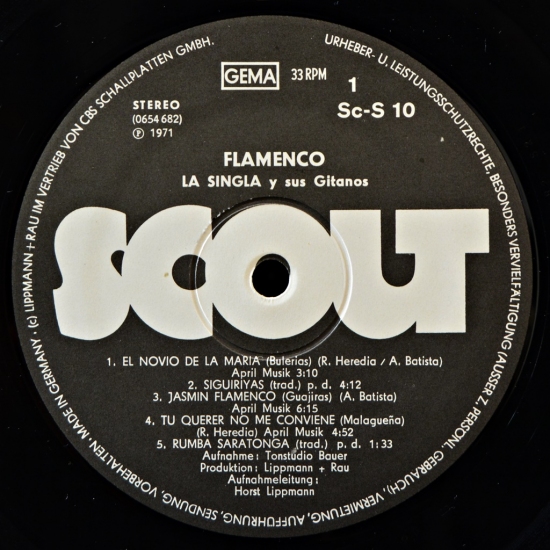 URHEBER- U. LEISTUNGSSCHUTZRECHTE, BESONDERS VERVIELFÄLTIGUNG (AUSSER Z. PERSONL. GEBRAUCH), VERMIETUNG, AUFFÜHRUNG, SENDUNG, VORBEHALTEN. MADE IN GERMANY · (c) LIPPMANN + RAU IM VERTRIEB VON CBS SCHALLPLATTEN GMBH.
GEMA 33 RPM
1
STEREO Sc-S 10
(0654 682)
℗ 1971
FLAMENCO
LA SINGLA y sus Gitanos
SCOUT
1. EL NOVIO DE LA MARIA (Bulerias) (R. Heredia / A. Batista)
April Musik 3:10
2. SIGUIRIYAS (trad.) p. d. 4:12
3. JASMIN FLAMENCO (Guajiras) (A. Batista)
April Musik 6:15
4. TU QUERER NO ME CONVIENE (Malagueña)
(R. Heredia) April Musik 4:52
5. RUMBA SARATONGA (trad.) p. d. 1:33
Aufnahme: Tonstudio Bauer
Produktion: Lippmann + Rau
Aufnahmeleitung:
Horst Lippmann